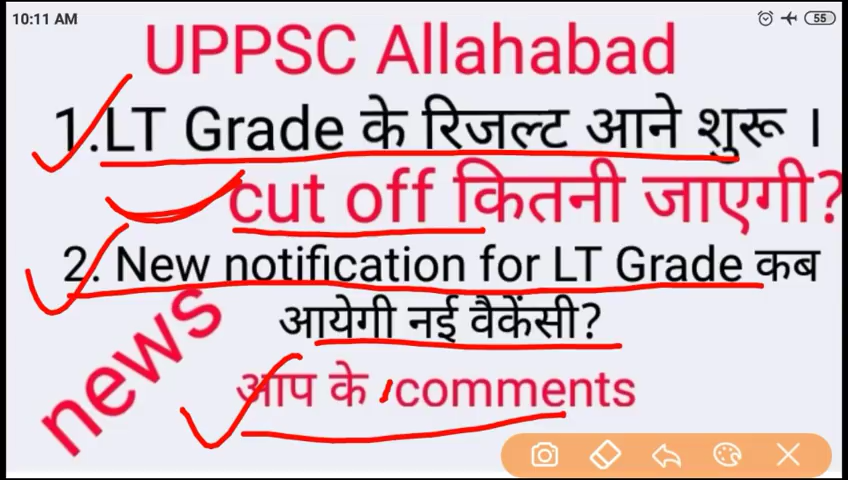 10:11 AM
55
UPPSC Allahabad
1.LT Grade के रिजल्ट आने शुरू ।
cut off कितनी जाएगी?
2. New notification for LT Grade कब
आयेगी नई वैकेंसी?
news
आप के comments